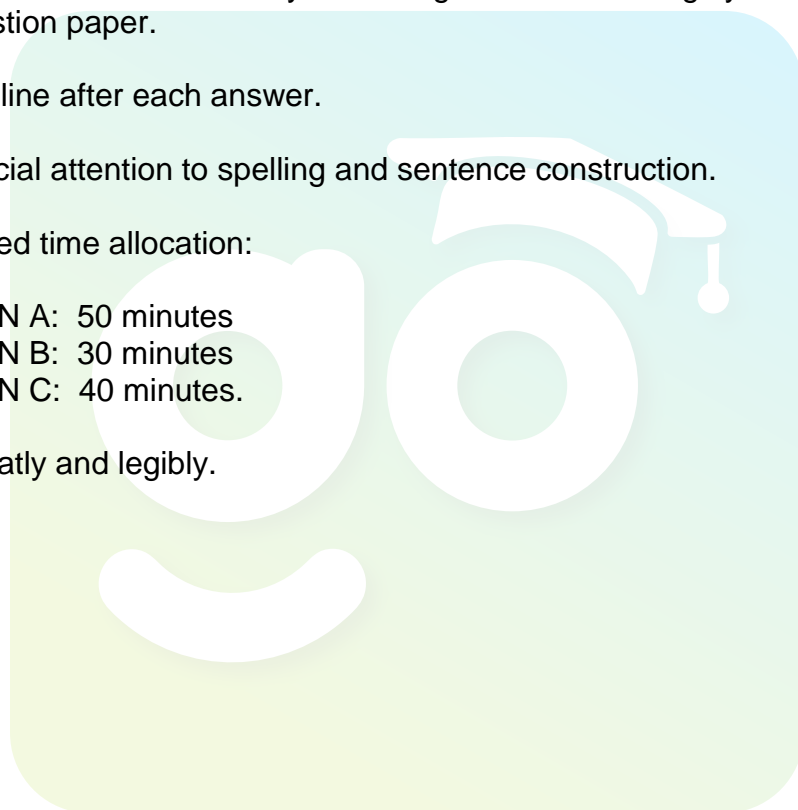 stion paper.
line after each answer.
cial attention to spelling and sentence construction.
ed time allocation:
N A: 50 minutes
N B: 30 minutes
N C: 40 minutes.
atly and legibly.
go